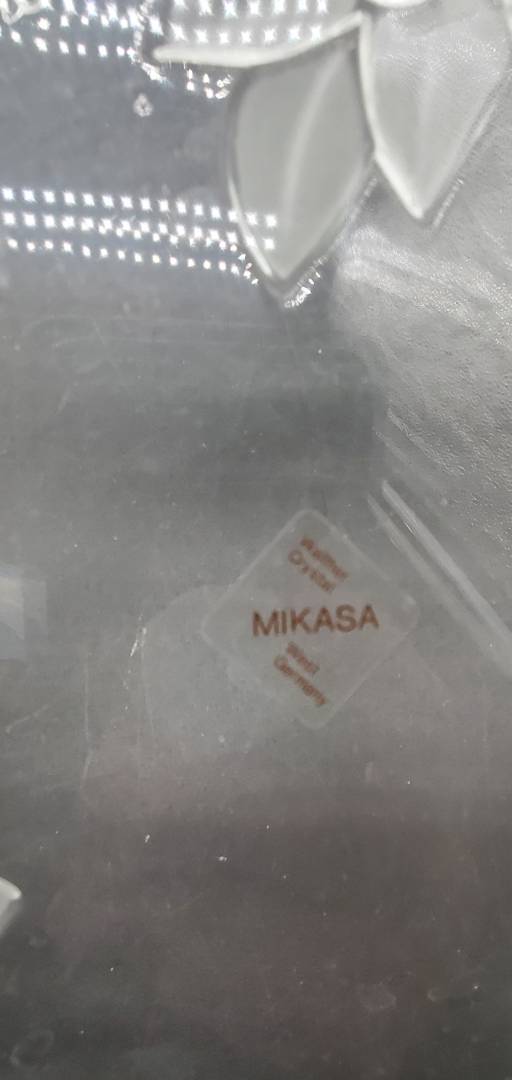 Walther
Crystal
MIKASA
West
Germany